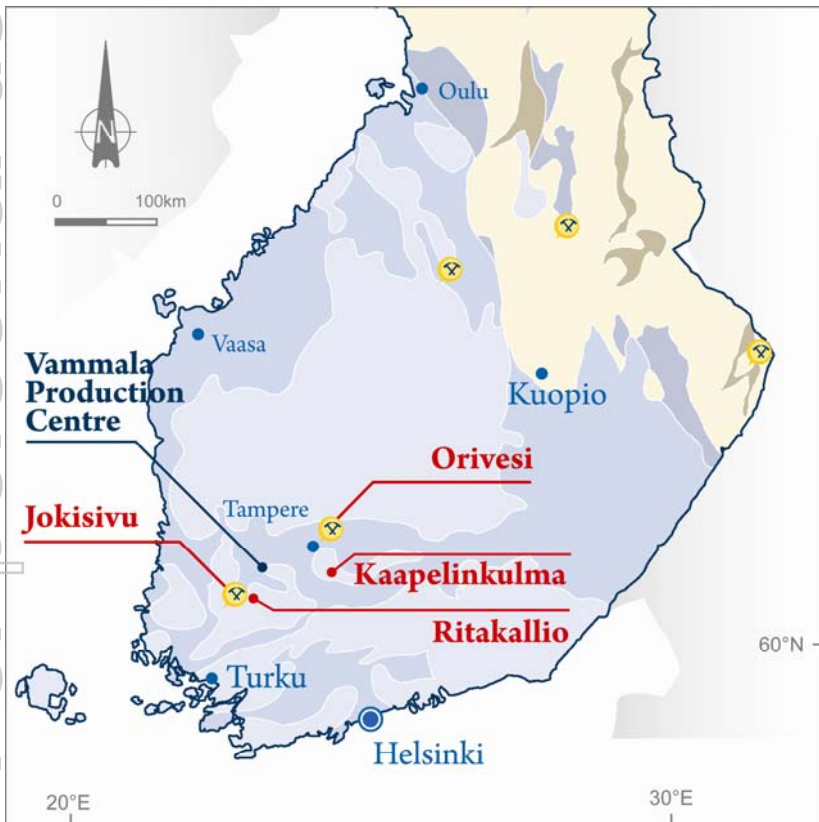 Oulu
N
0 100km
Vaasa
Vammala
Production
Centre
Kuopio
Orivesi
Tampere
Jokisivu
Kaapelinkulma
Ritakallio
60°N
Turku
Helsinki
20°E 30°E